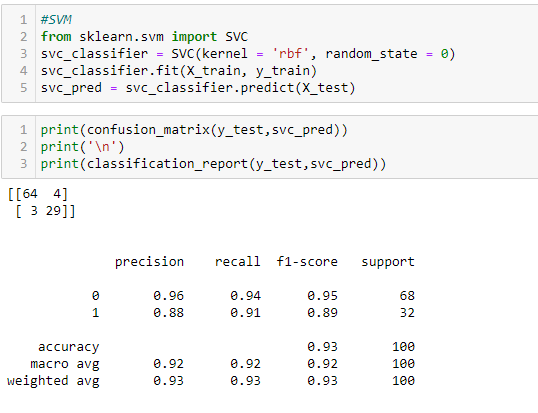 1 #SVM
2 from sklearn.svm import SVC
3 svc_classifier = SVC(kernel = 'rbf', random_state = 0)
4 svc_classifier.fit(X_train, y_train)
5 svc_pred = svc_classifier.predict(X_test)
1 print(confusion_matrix(y_test,svc_pred))
2 print('\n')
3 print(classification_report(y_test,svc_pred))
[[64  4]
 [ 3 29]]
precision recall f1-score support
0 0.96 0.94 0.95 68
1 0.88 0.91 0.89 32
accuracy 0.93 100
macro avg 0.92 0.92 0.92 100
weighted avg 0.93 0.93 0.93 100